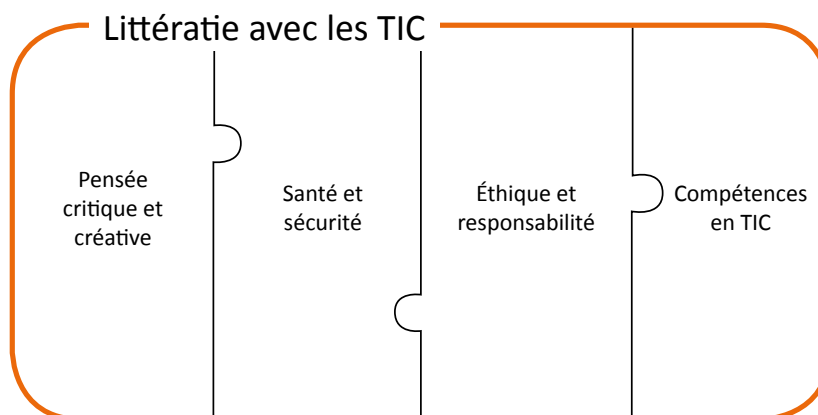 Littératie avec les TIC
Pensée
critique et
créative
Santé et
sécurité
Éthique et
responsabilité
Compétences
en TIC